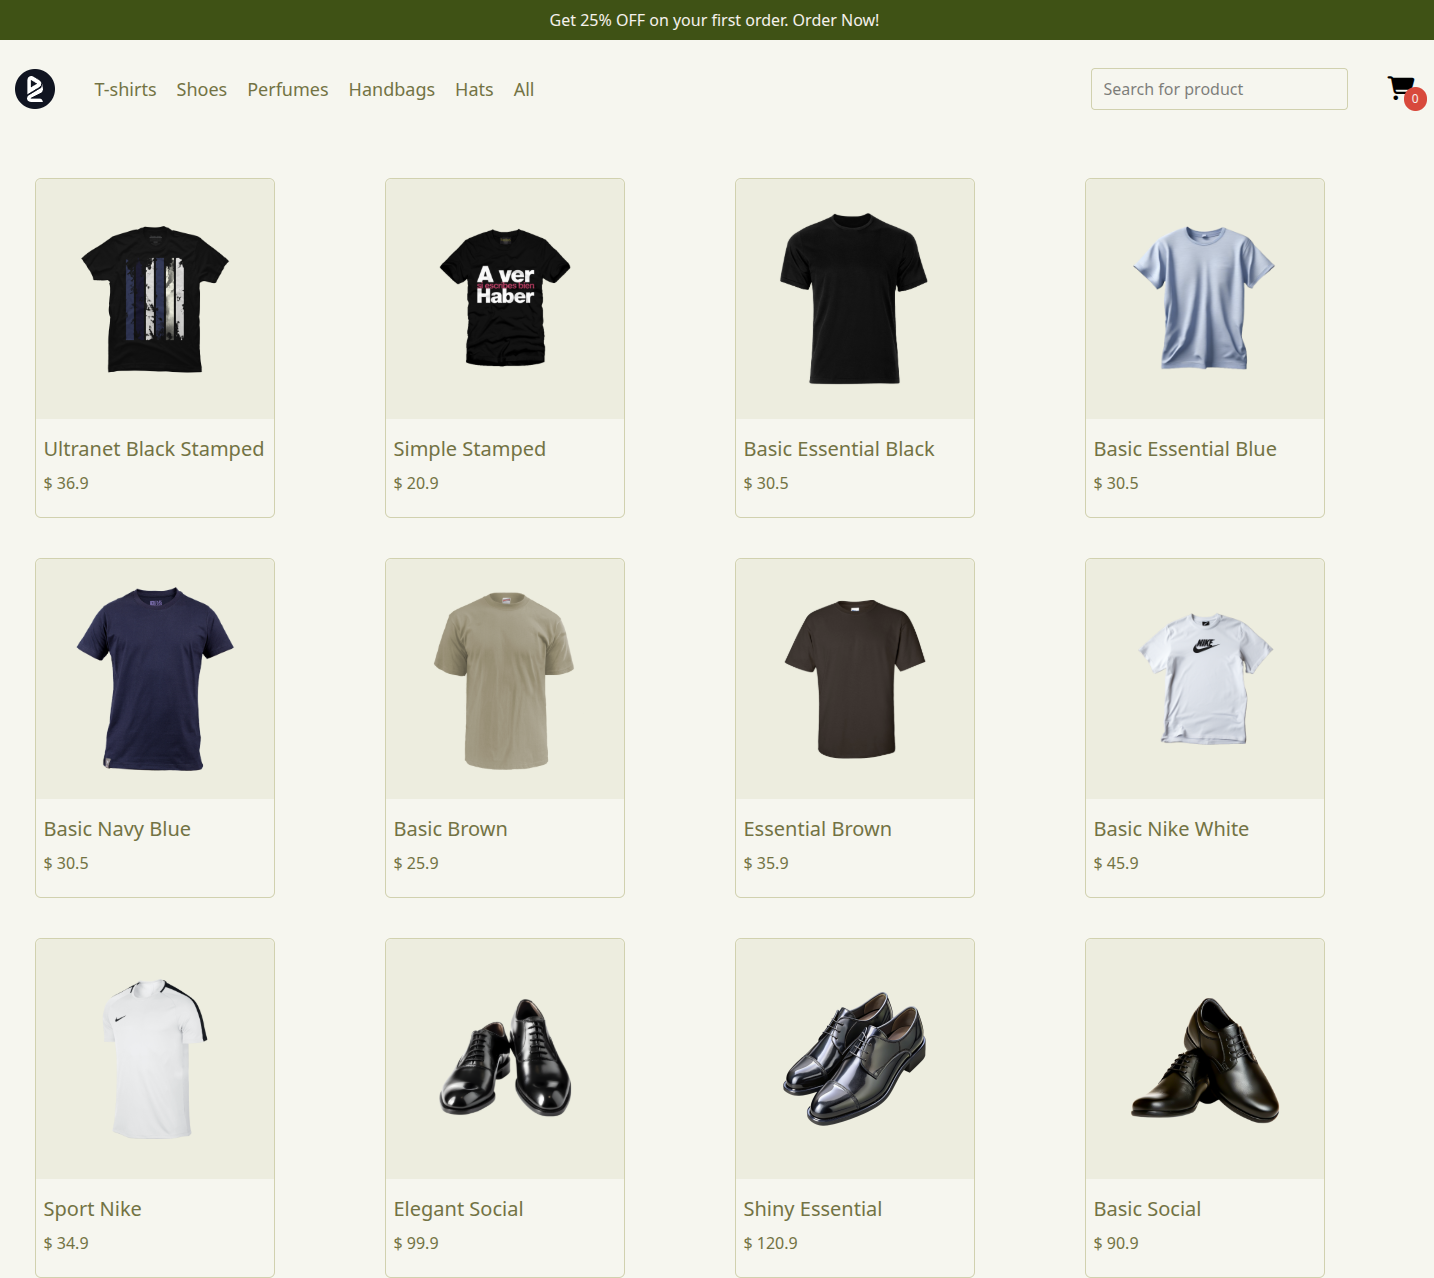 Get 25% OFF on your first order. Order Now!
T-shirts Shoes Perfumes Handbags Hats All
Search for product
0
A ver
si escribes bien
Haber
Ultranet Black Stamped
$ 36.9
Simple Stamped
$ 20.9
Basic Essential Black
$ 30.5
Basic Essential Blue
$ 30.5
NIKE
Basic Navy Blue
$ 30.5
Basic Brown
$ 25.9
Essential Brown
$ 35.9
Basic Nike White
$ 45.9
Sport Nike
$ 34.9
Elegant Social
$ 99.9
Shiny Essential
$ 120.9
Basic Social
$ 90.9